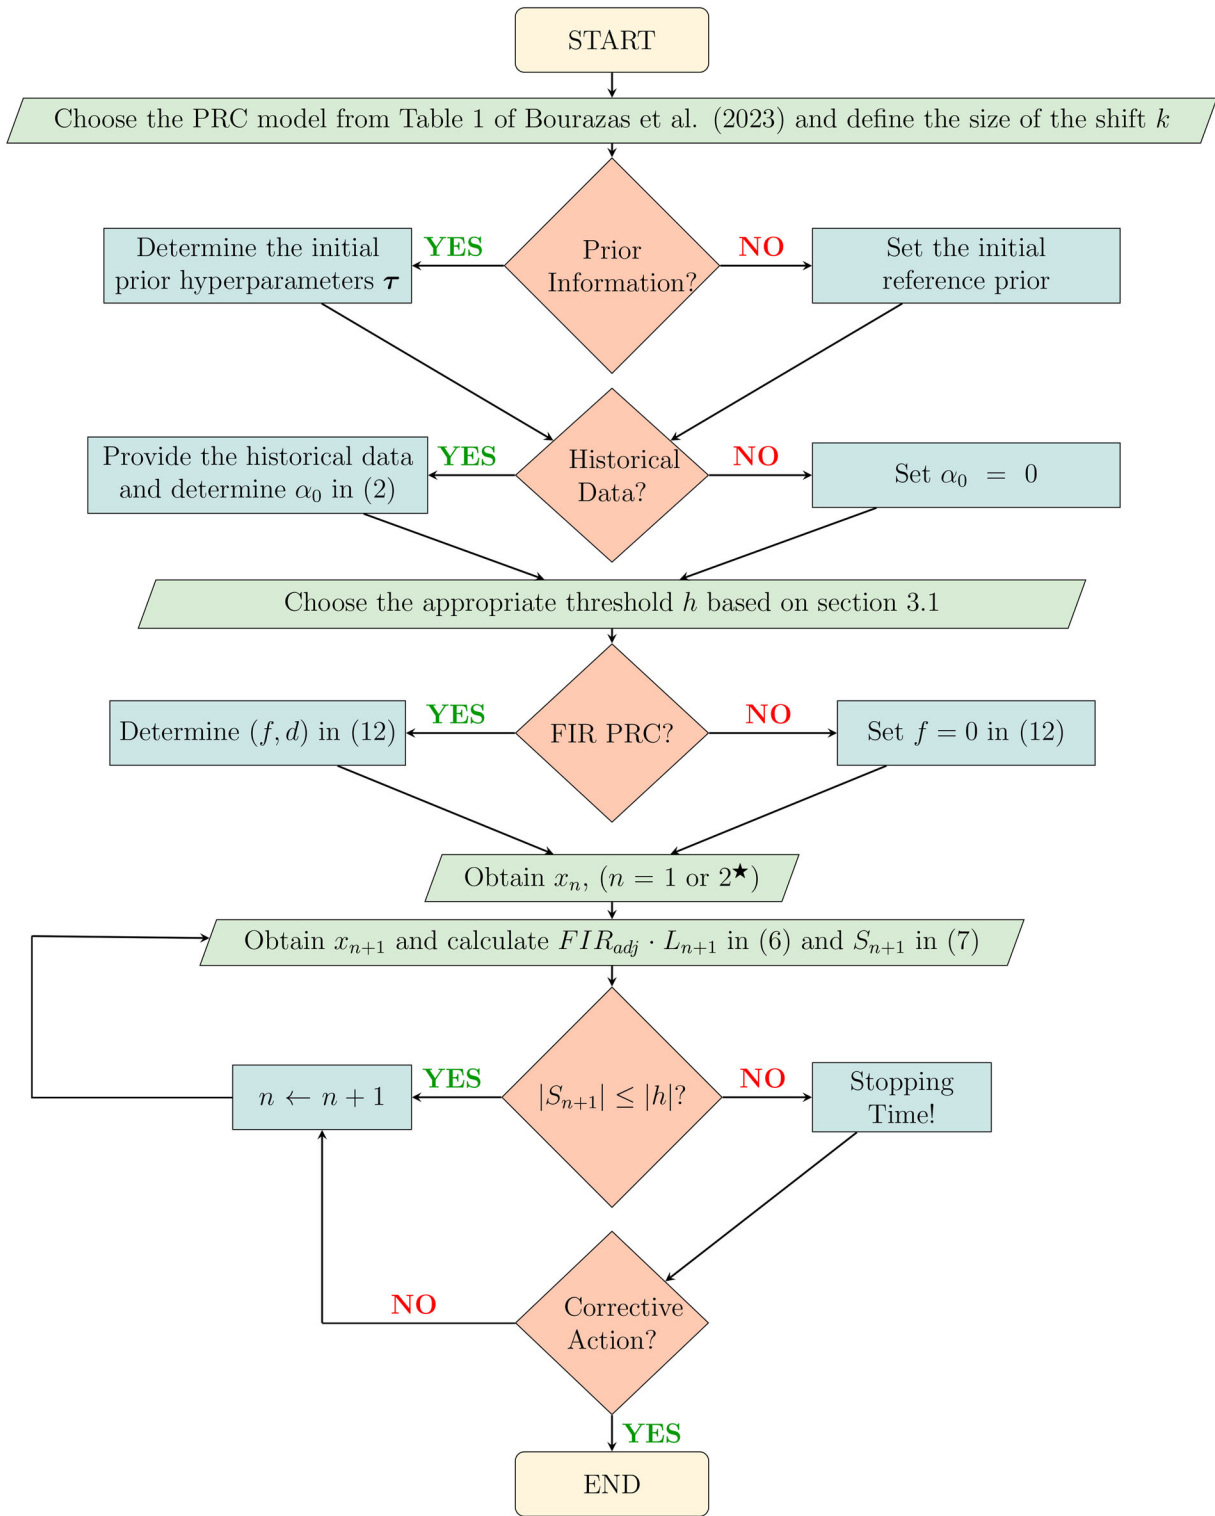 START
Choose the PRC model from Table 1 of Bourazas et al. (2023) and define the size of the shift k
Prior
Information?
YES
NO
Determine the initial
prior hyperparameters τ
Set the initial
reference prior
Historical
Data?
YES
NO
Provide the historical data
and determine α₀ in (2)
Set α₀ = 0
Choose the appropriate threshold h based on section 3.1
FIR PRC?
YES
NO
Determine (f, d) in (12)
Set f = 0 in (12)
Obtain xₙ, (n = 1 or 2★)
Obtain xₙ₊₁ and calculate FIR_{adj} · Lₙ₊₁ in (6) and Sₙ₊₁ in (7)
|Sₙ₊₁| ≤ |h|?
YES
NO
n ← n + 1
Stopping
Time!
Corrective
Action?
NO
YES
END